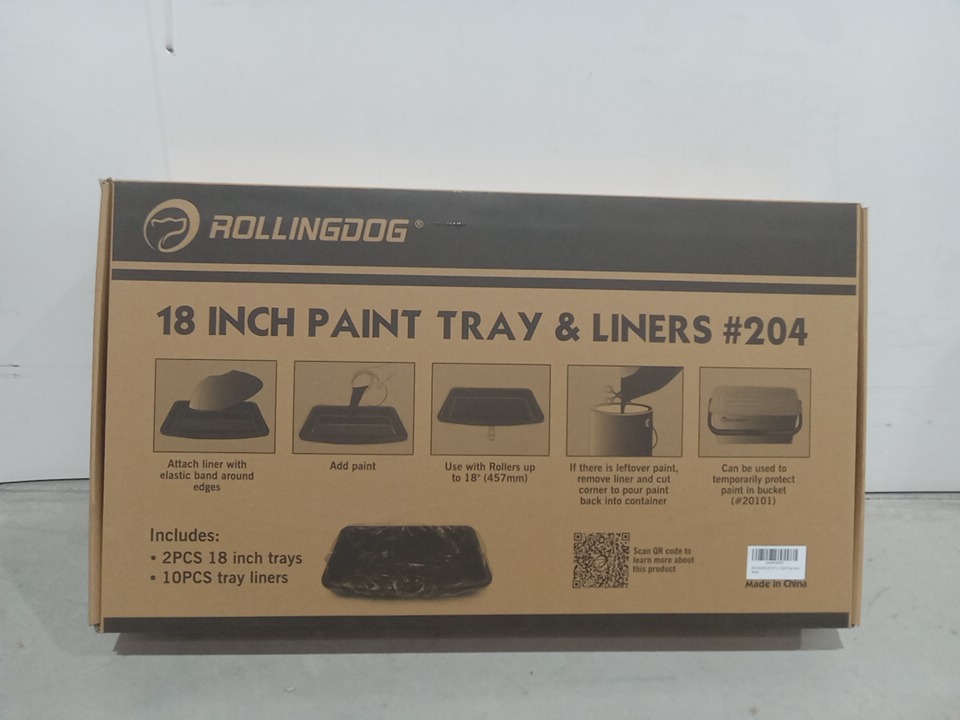 ROLLINGDOG®
18 INCH PAINT TRAY & LINERS #204
Attach liner with
elastic band around
edges
Add paint
Use with Rollers up
to 18" (457mm)
If there is leftover paint,
remove liner and cut
corner to pour paint
back into container
Can be used to
temporarily protect
paint in bucket
(#20101)
Includes:
• 2PCS 18 inch trays
• 10PCS tray liners
Scan QR code to
learn more about
this product
Made in China